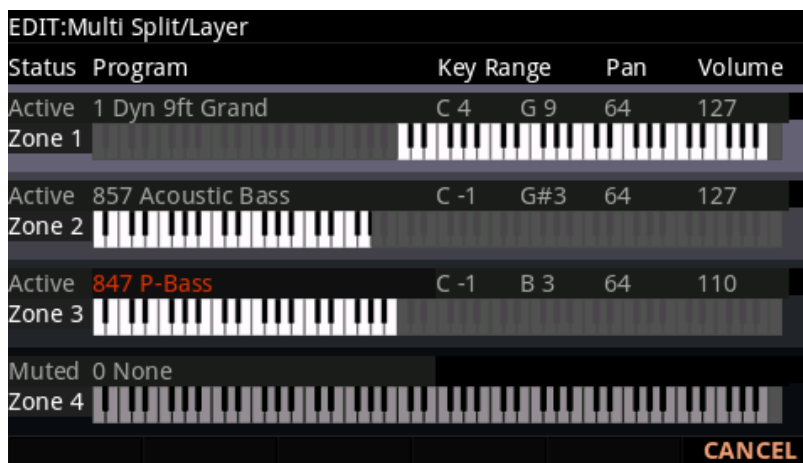 EDIT:Multi Split/Layer
Status Program Key Range Pan Volume
Active 1 Dyn 9ft Grand C 4 G 9 64 127
Zone 1
Active 857 Acoustic Bass C -1 G#3 64 127
Zone 2
Active 847 P-Bass C -1 B 3 64 110
Zone 3
Muted 0 None
Zone 4
CANCEL